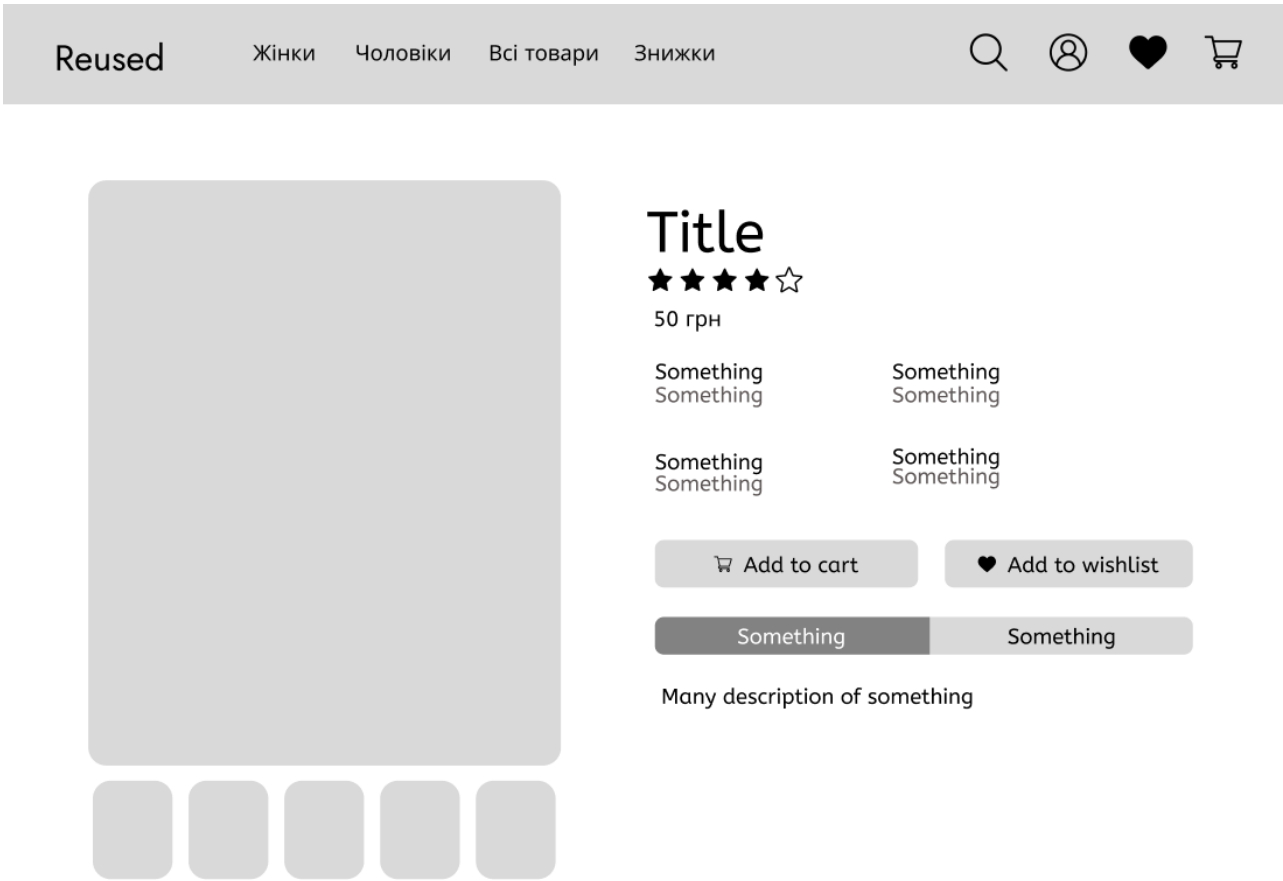 Reused Жінки Чоловіки Всі товари Знижки
Title
50 грн
Something Something
Something Something
Something Something
Something Something
Add to cart Add to wishlist
Something Something
Many description of something